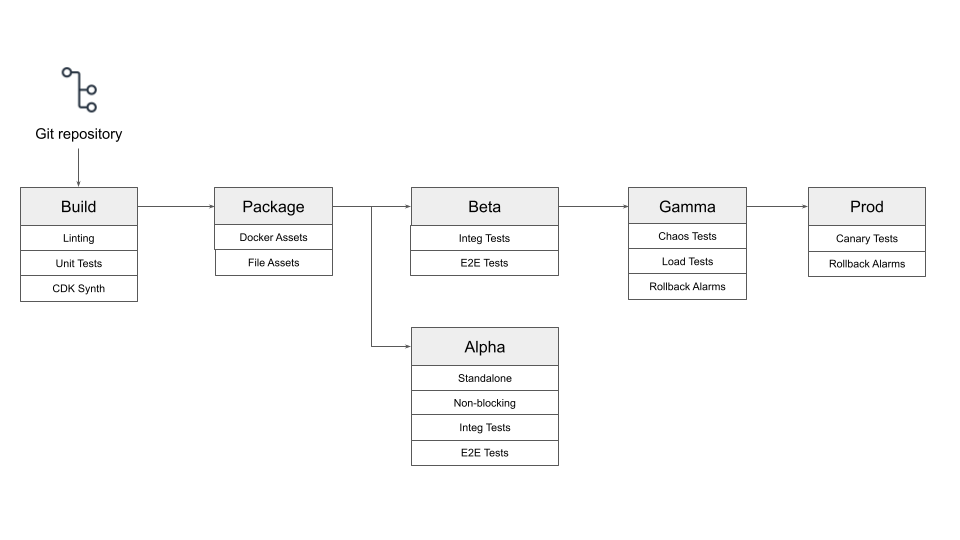 Git repository
Build
Linting
Unit Tests
CDK Synth
Package
Docker Assets
File Assets
Beta
Integ Tests
E2E Tests
Gamma
Chaos Tests
Load Tests
Rollback Alarms
Prod
Canary Tests
Rollback Alarms
Alpha
Standalone
Non-blocking
Integ Tests
E2E Tests